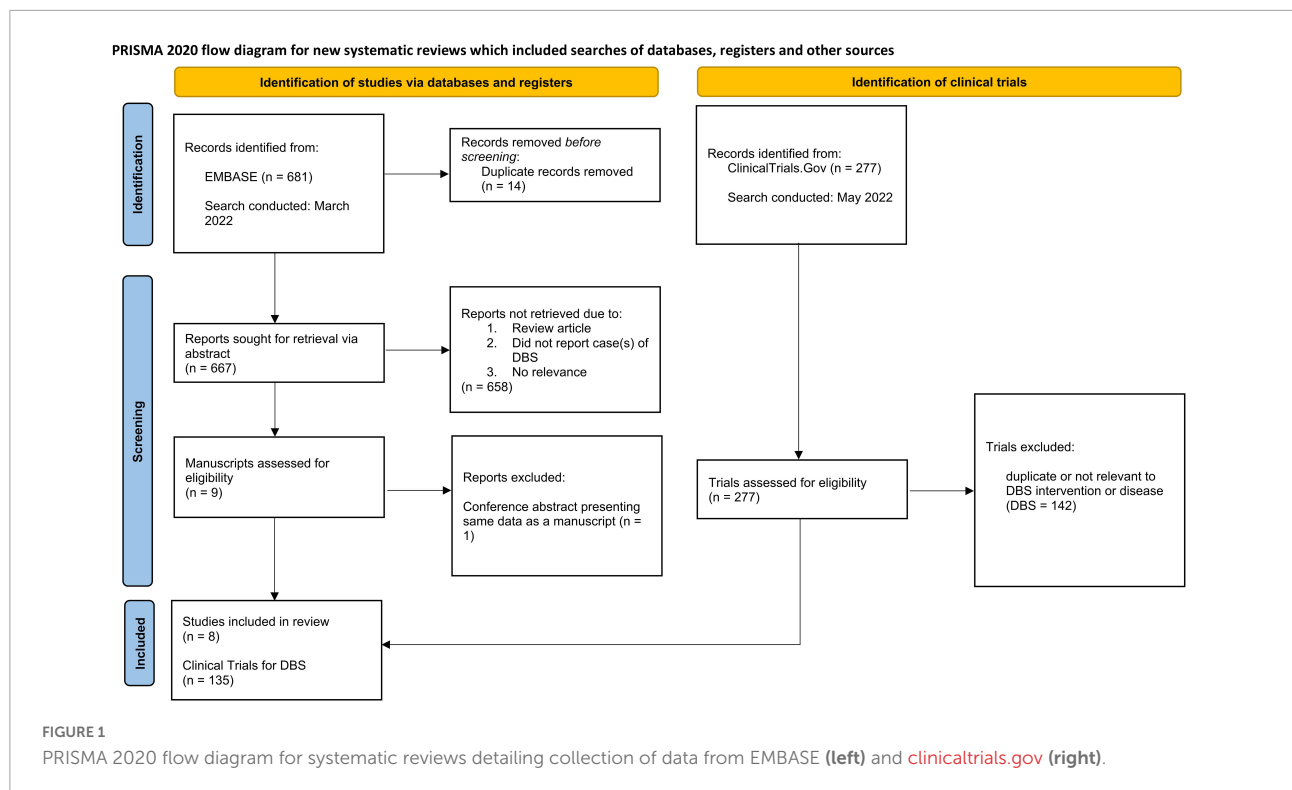 PRISMA 2020 flow diagram for new systematic reviews which included searches of databases, registers and other sources
Identification of studies via databases and registers
Identification of clinical trials
Identification
Records identified from:
EMBASE (n = 681)
Search conducted: March
2022
Records removed before
screening:
Duplicate records removed
(n = 14)
Records identified from:
ClinicalTrials.Gov (n = 277)
Search conducted: May 2022
Screening
Reports sought for retrieval via
abstract
(n = 667)
Reports not retrieved due to:
1. Review article
2. Did not report case(s) of
DBS
3. No relevance
(n = 658)
Manuscripts assessed for
eligibility
(n = 9)
Reports excluded:
Conference abstract presenting
same data as a manuscript (n =
1)
Trials assessed for eligibility
(n = 277)
Trials excluded:
duplicate or not relevant to
DBS intervention or disease
(DBS = 142)
Included
Studies included in review
(n = 8)
Clinical Trials for DBS
(n = 135)
FIGURE 1
PRISMA 2020 flow diagram for systematic reviews detailing collection of data from EMBASE (left) and clinicaltrials.gov (right).